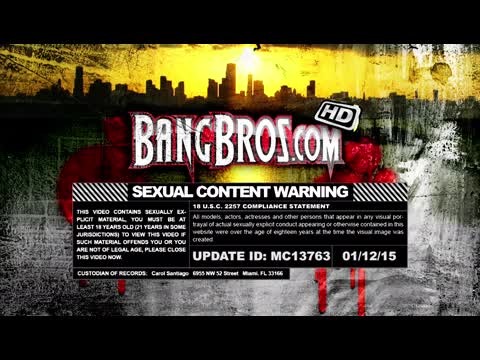 HD
BANGBROS.COM
SEXUAL CONTENT WARNING
THIS VIDEO CONTAINS SEXUALLY EX-
PLICIT MATERIAL, YOU MUST BE AT
LEAST 18 YEARS OLD (21 YEARS IN SOME
JURISDICTIONS) TO VIEW THIS VIDEO IF
SUCH MATERIAL OFFENDS YOU OR YOU
ARE NOT OF LEGAL AGE, PLEASE CLOSE
THIS VIDEO NOW.
18 U.S.C. 2257 COMPLIANCE STATEMENT
All models, actors, actresses and other persons that appear in any visual por-
trayal of actual sexually explicit conduct appearing or otherwise contained in this
website were over the age of eighteen years at the time the visual image was
created.
UPDATE ID: MC13763 01/12/15
CUSTODIAN OF RECORDS: Carol Santiago 6955 NW 52 Street Miami, FL 33166